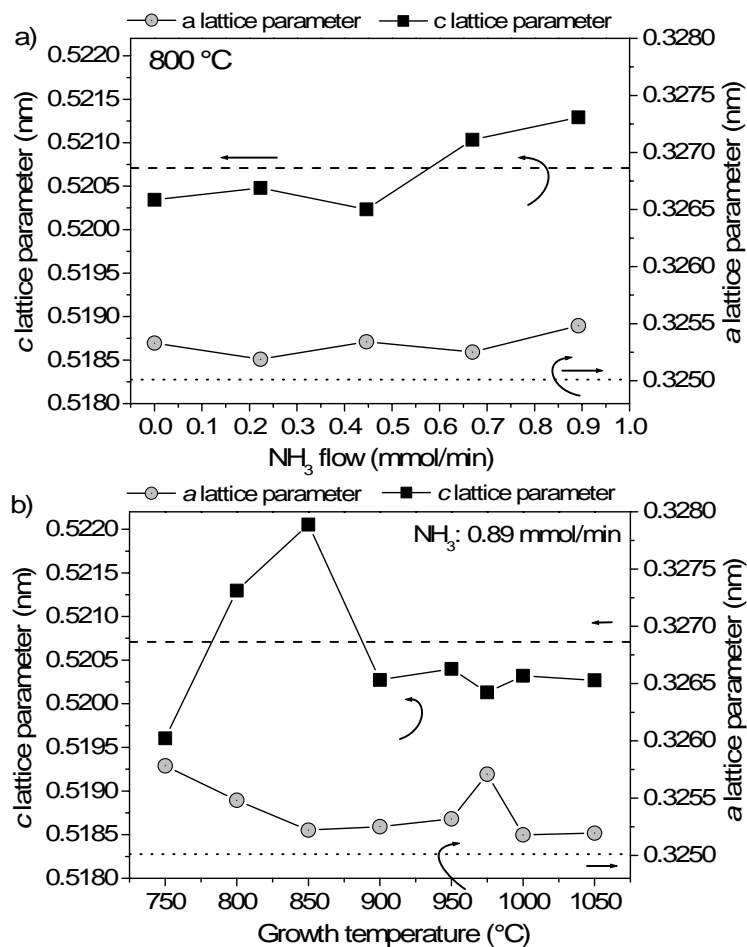 a lattice parameter c lattice parameter
a)
800 °C
0.5220
0.5215
0.5210
0.5205
0.5200
0.5195
0.5190
0.5185
0.5180
c lattice parameter (nm)
0.3280
0.3275
0.3270
0.3265
0.3260
0.3255
0.3250
a lattice parameter (nm)
0.0 0.1 0.2 0.3 0.4 0.5 0.6 0.7 0.8 0.9 1.0
NH₃ flow (mmol/min)
a lattice parameter c lattice parameter
b)
NH₃: 0.89 mmol/min
0.5220
0.5215
0.5210
0.5205
0.5200
0.5195
0.5190
0.5185
0.5180
c lattice parameter (nm)
0.3280
0.3275
0.3270
0.3265
0.3260
0.3255
0.3250
a lattice parameter (nm)
750 800 850 900 950 1000 1050
Growth temperature (°C)